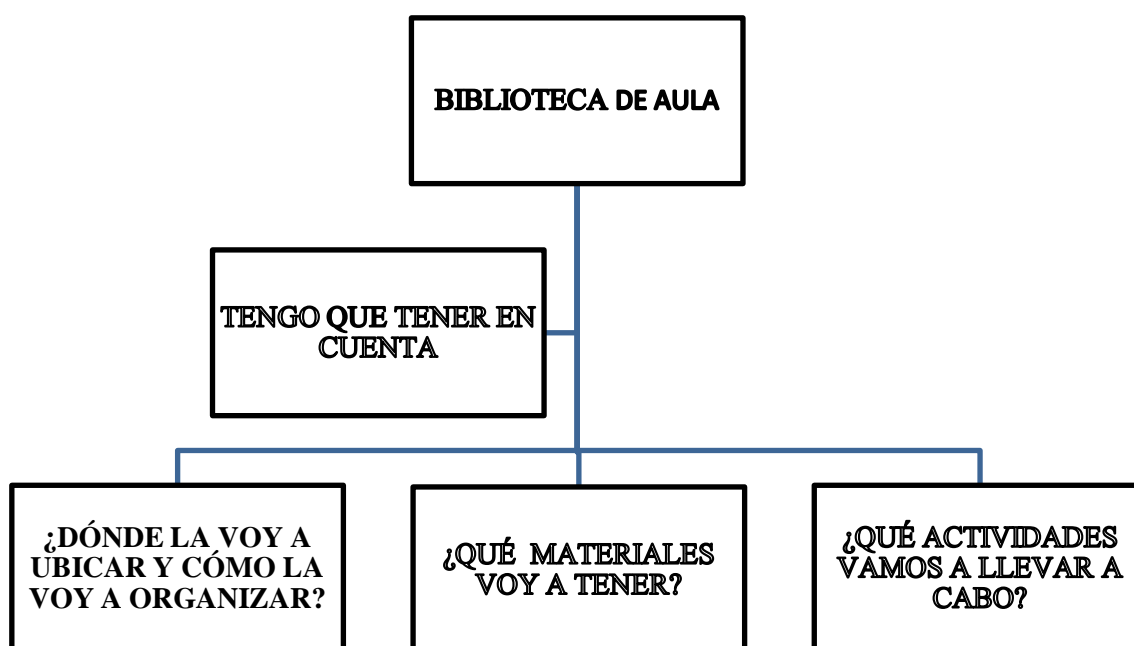 BIBLIOTECA DE AULA
TENGO QUE TENER EN
CUENTA
¿DÓNDE LA VOY A
UBICAR Y CÓMO LA
VOY A ORGANIZAR?
¿QUÉ MATERIALES
VOY A TENER?
¿QUÉ ACTIVIDADES
VAMOS A LLEVAR A
CABO?